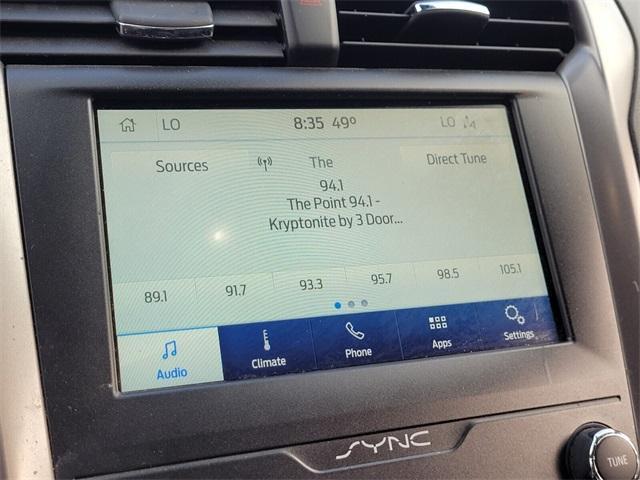 LO 8:35 49° LO
Sources The Direct Tune
94.1
The Point 94.1 -
Kryptonite by 3 Door...
89.1 91.7 93.3 95.7 98.5 105.1
Audio Climate Phone Apps Settings
SYNC
TUNE